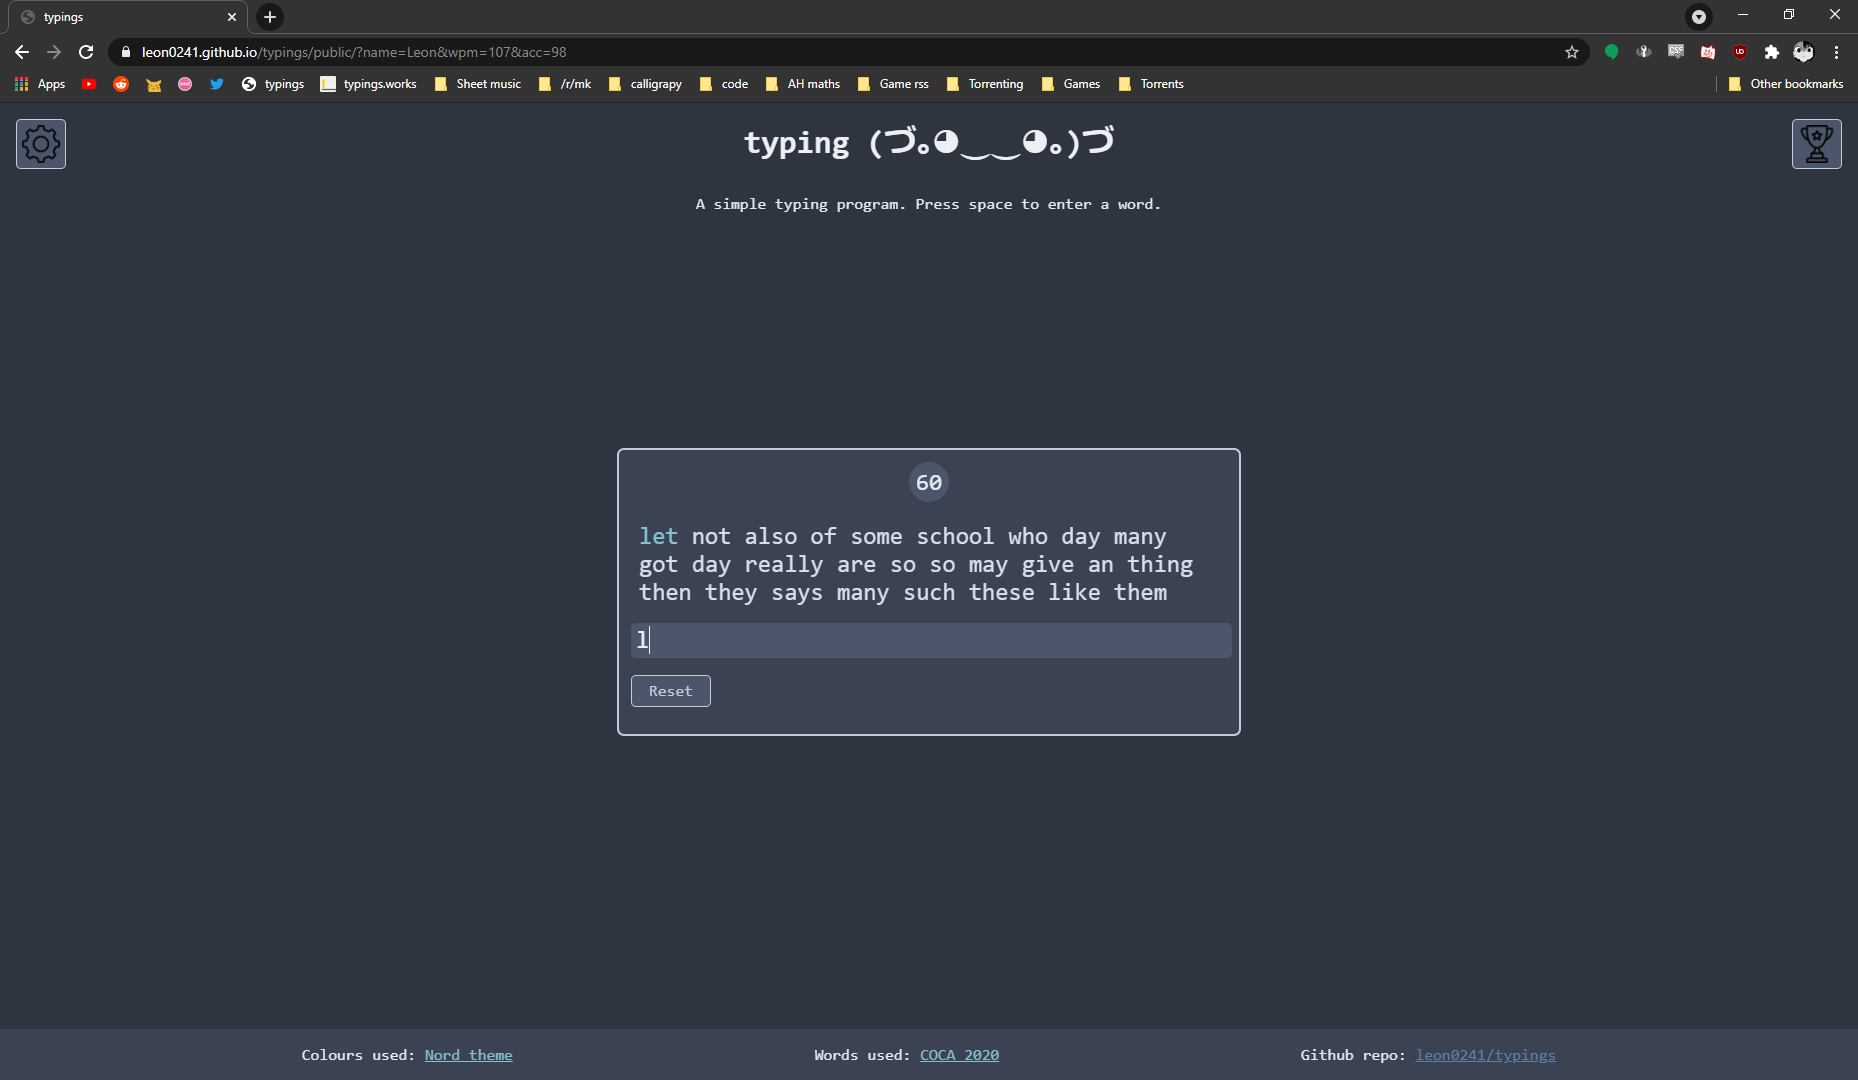 typings
leon0241.github.io/typings/public/?name=Leon&wpm=107&acc=98
Apps typings typings.works Sheet music /r/mk calligrapy code AH maths Game rss Torrenting Games Torrents Other bookmarks
typing (づ｡◕‿‿◕｡)づ
A simple typing program. Press space to enter a word.
60
let not also of some school who day many
got day really are so so may give an thing
then they says many such these like them
l
Reset
Colours used: Nord theme Words used: COCA 2020 Github repo: leon0241/typings